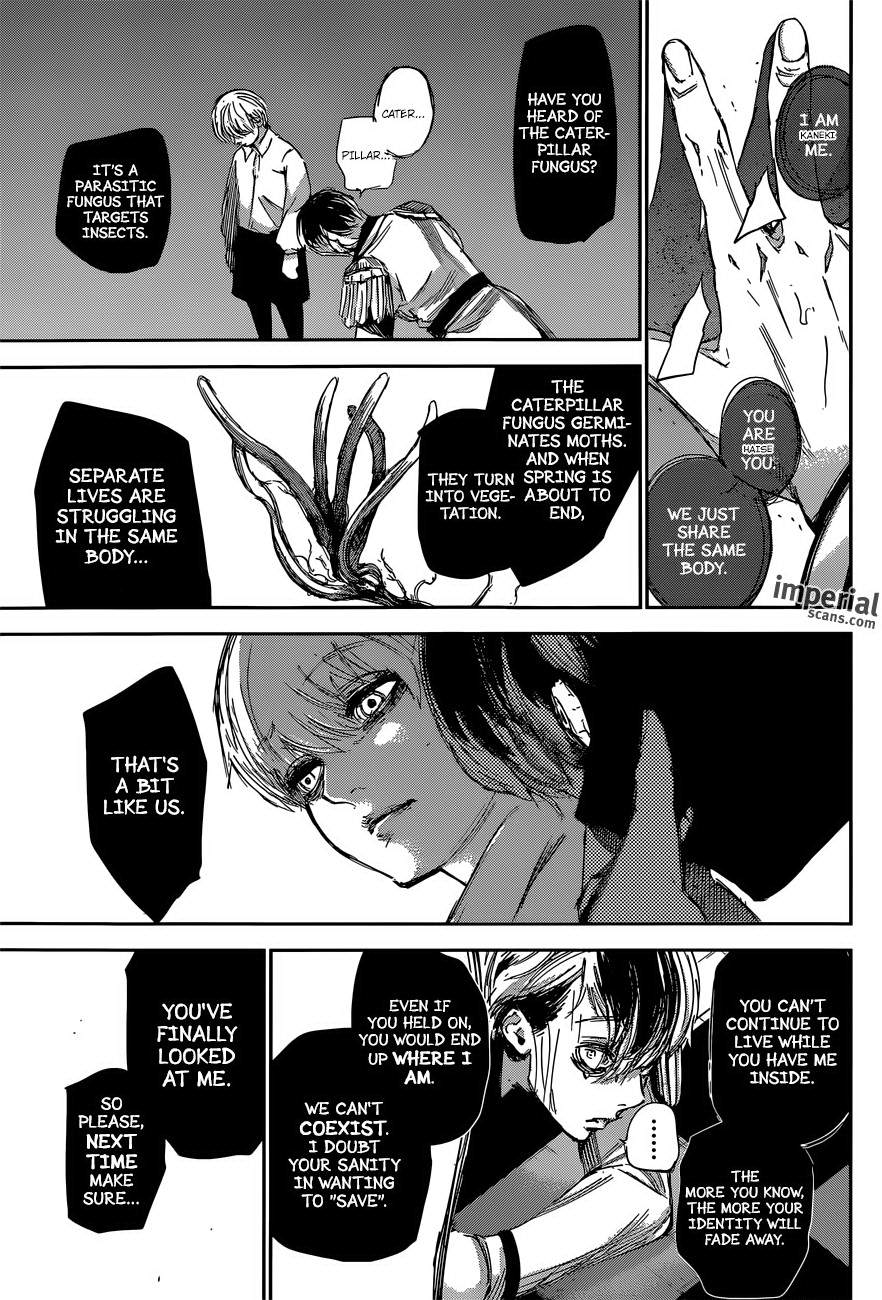 I AM
KANEKI
ME.
YOU
ARE
HAISE
YOU.
WE JUST
SHARE
THE SAME
BODY.
HAVE YOU
HEARD OF
THE CATER-
PILLAR
FUNGUS?
CATER...
PILLAR...
IT'S A
PARASITIC
FUNGUS THAT
TARGETS
INSECTS.
THE
CATERPILLAR
FUNGUS GERMI-
NATES MOTHS.
AND WHEN
SPRING IS
ABOUT TO
END,
THEY TURN
INTO VEGE-
TATION.
SEPARATE
LIVES ARE
STRUGGLING
IN THE SAME
BODY...
imperial
scans.com
THAT'S
A BIT
LIKE US.
YOU CAN'T
CONTINUE TO
LIVE WHILE
YOU HAVE ME
INSIDE.
THE
MORE YOU KNOW,
THE MORE YOUR
IDENTITY WILL
FADE AWAY.
......
EVEN IF
YOU HELD ON,
YOU WOULD END
UP WHERE I
AM.
WE CAN'T
COEXIST.
I DOUBT
YOUR SANITY
IN WANTING
TO "SAVE".
YOU'VE
FINALLY
LOOKED
AT ME.
SO
PLEASE,
NEXT
TIME
MAKE
SURE...